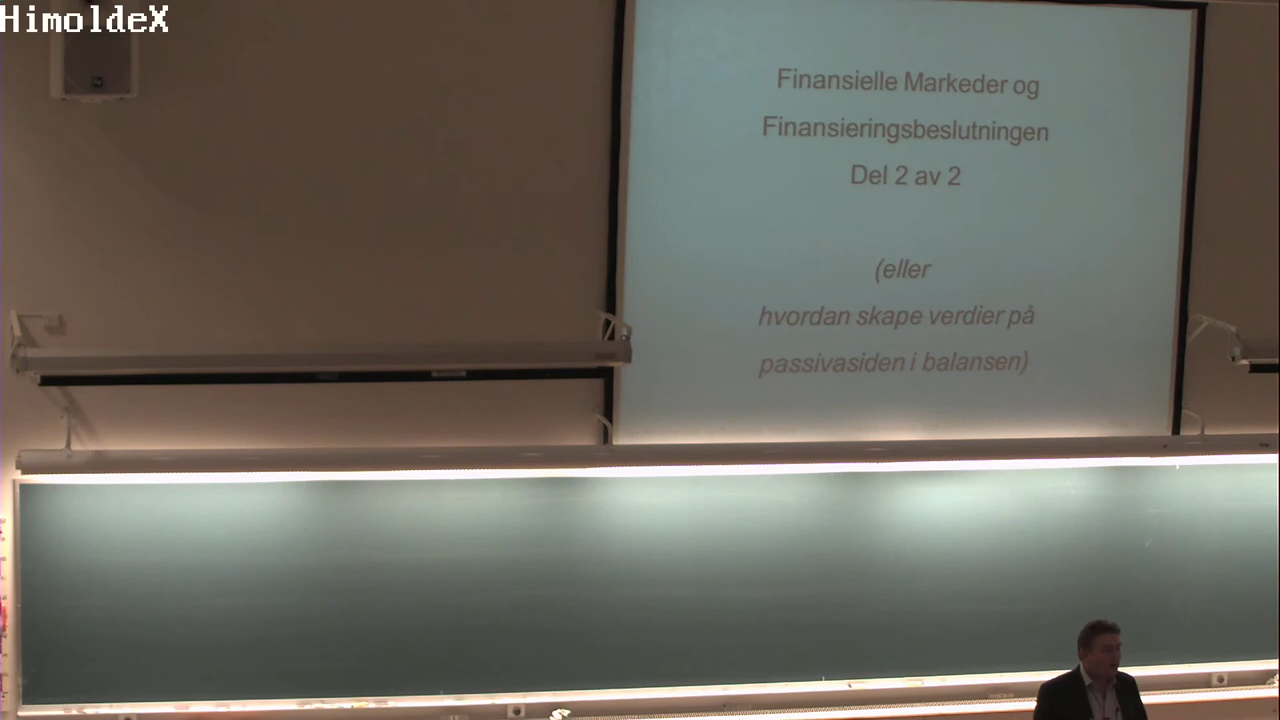 HimoldeX
Finansielle Markeder og
Finansieringsbeslutningen
Del 2 av 2
(eller
hvordan skape verdier på
passivasiden i balansen)